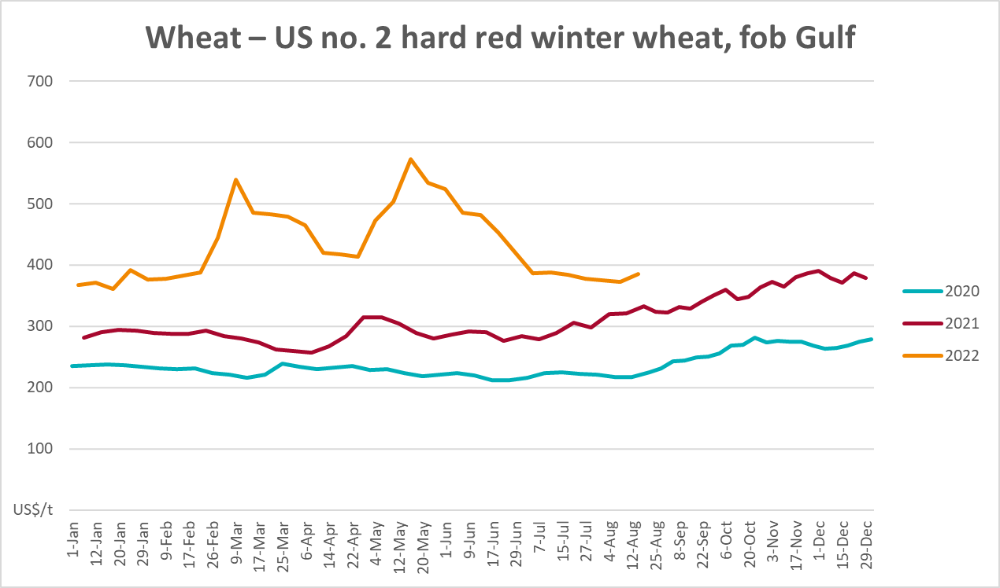 Wheat – US no. 2 hard red winter wheat, fob Gulf
700
600
500
400
300
200
100
US$/t
2020
2021
2022
1-Jan
12-Jan
20-Jan
29-Jan
9-Feb
17-Feb
26-Feb
9-Mar
17-Mar
25-Mar
6-Apr
14-Apr
22-Apr
4-May
12-May
20-May
1-Jun
9-Jun
17-Jun
29-Jun
7-Jul
15-Jul
27-Jul
4-Aug
12-Aug
25-Aug
8-Sep
22-Sep
6-Oct
20-Oct
3-Nov
17-Nov
1-Dec
15-Dec
29-Dec